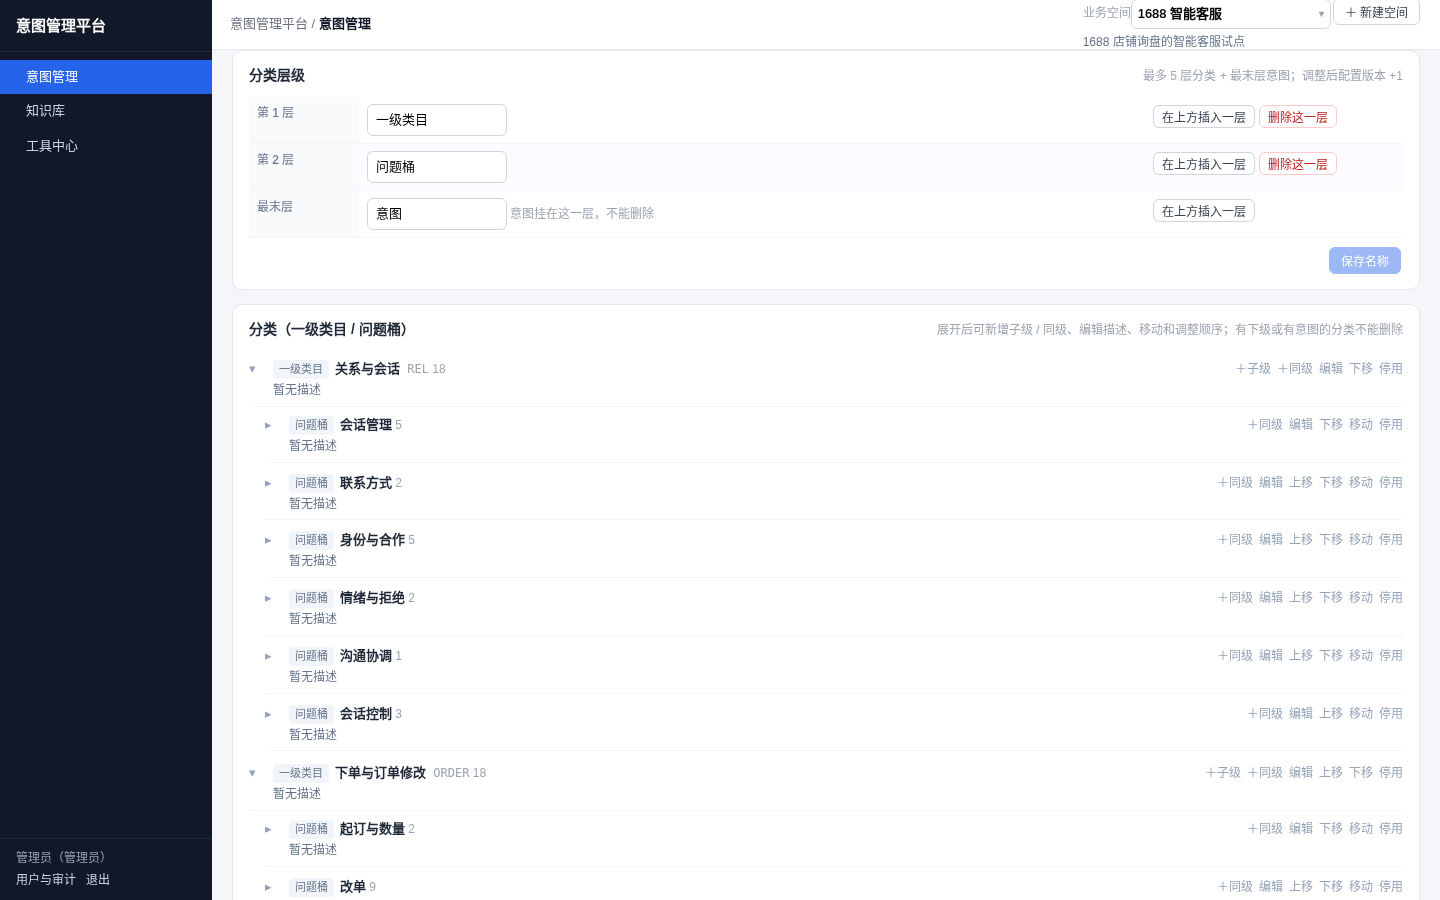 意图管理平台
意图管理
知识库
工具中心
管理员（管理员）
用户与审计 退出
意图管理平台 / 意图管理
业务空间 1688 智能客服 ▾ ＋ 新建空间
1688 店铺询盘的智能客服试点
分类层级 最多 5 层分类 + 最末层意图；调整后配置版本 +1
第 1 层 一级类目 在上方插入一层 删除这一层
第 2 层 问题桶 在上方插入一层 删除这一层
最末层 意图 意图挂在这一层，不能删除 在上方插入一层
保存名称
分类（一级类目 / 问题桶） 展开后可新增子级 / 同级、编辑描述、移动和调整顺序；有下级或有意图的分类不能删除
▾ 一级类目 关系与会话 REL 18 ＋子级 ＋同级 编辑 下移 停用
暂无描述
▸ 问题桶 会话管理 5 ＋同级 编辑 下移 移动 停用
暂无描述
▸ 问题桶 联系方式 2 ＋同级 编辑 上移 下移 移动 停用
暂无描述
▸ 问题桶 身份与合作 5 ＋同级 编辑 上移 下移 移动 停用
暂无描述
▸ 问题桶 情绪与拒绝 2 ＋同级 编辑 上移 下移 移动 停用
暂无描述
▸ 问题桶 沟通协调 1 ＋同级 编辑 上移 下移 移动 停用
暂无描述
▸ 问题桶 会话控制 3 ＋同级 编辑 上移 移动 停用
暂无描述
▾ 一级类目 下单与订单修改 ORDER 18 ＋子级 ＋同级 编辑 上移 下移 停用
暂无描述
▸ 问题桶 起订与数量 2 ＋同级 编辑 下移 移动 停用
暂无描述
▸ 问题桶 改单 9 ＋同级 编辑 上移 下移 移动 停用